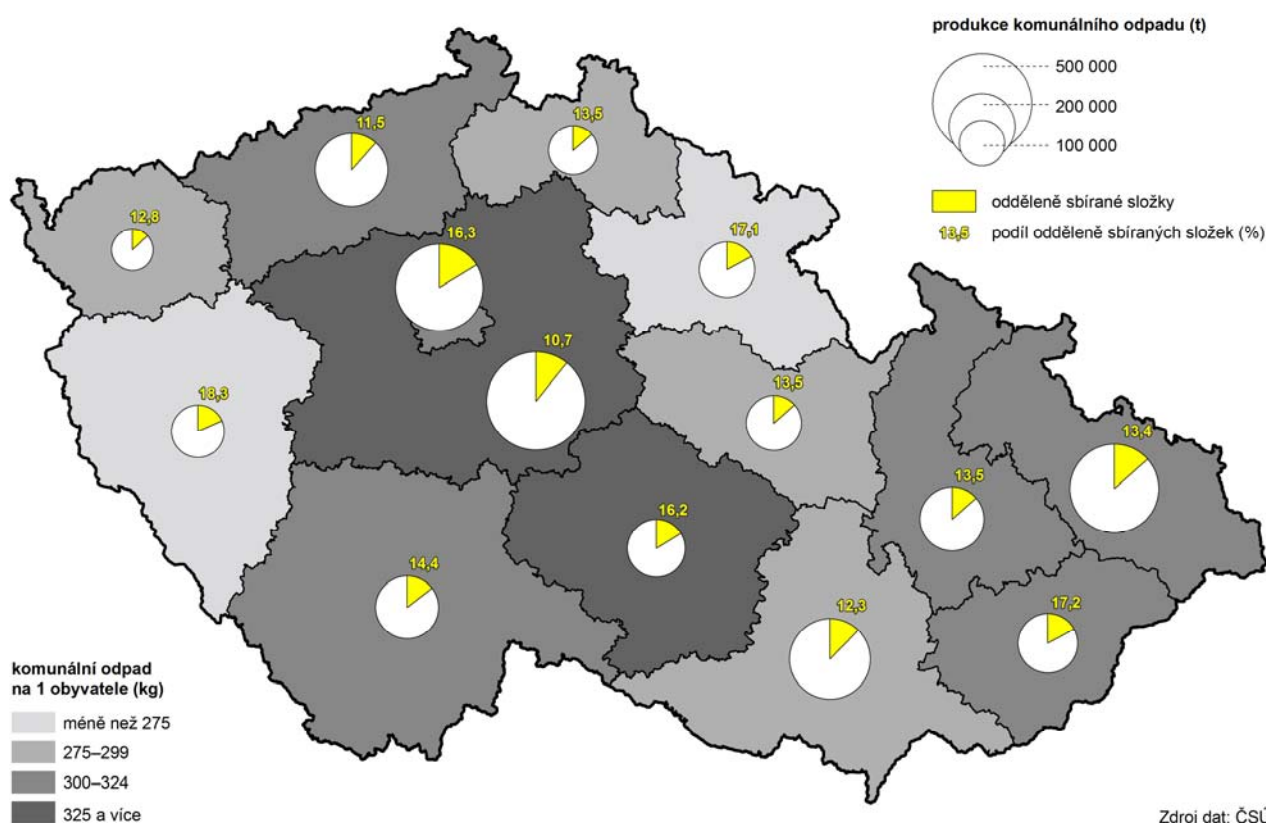 produkce komunálního odpadu (t)
500 000
200 000
100 000
odděleně sbírané složky
13,5 podíl odděleně sbíraných složek (%)
11,5
13,5
12,8
16,3
17,1
18,3
10,7
13,5
13,4
13,5
16,2
14,4
12,3
17,2
komunální odpad
na 1 obyvatele (kg)
méně než 275
275–299
300–324
325 a více
Zdroj dat: ČSÚ